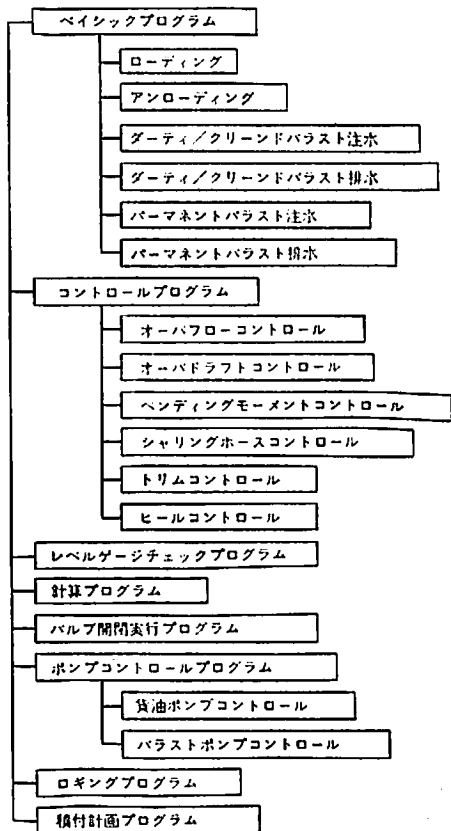 ベイシックプログラム
ローディング
アンローディング
ダーティ/クリーンドバラスト注水
ダーティ/クリーンドバラスト排水
パーマネントバラスト注水
パーマネントバラスト排水
コントロールプログラム
オーバフローコントロール
オーバドラフトコントロール
ベンディングモーメントコントロール
シャリングホースコントロール
トリムコントロール
ヒールコントロール
レベルゲージチェックプログラム
計算プログラム
バルブ開閉実行プログラム
ポンプコントロールプログラム
貨油ポンプコントロール
バラストポンプコントロール
ロギングプログラム
積付計画プログラム